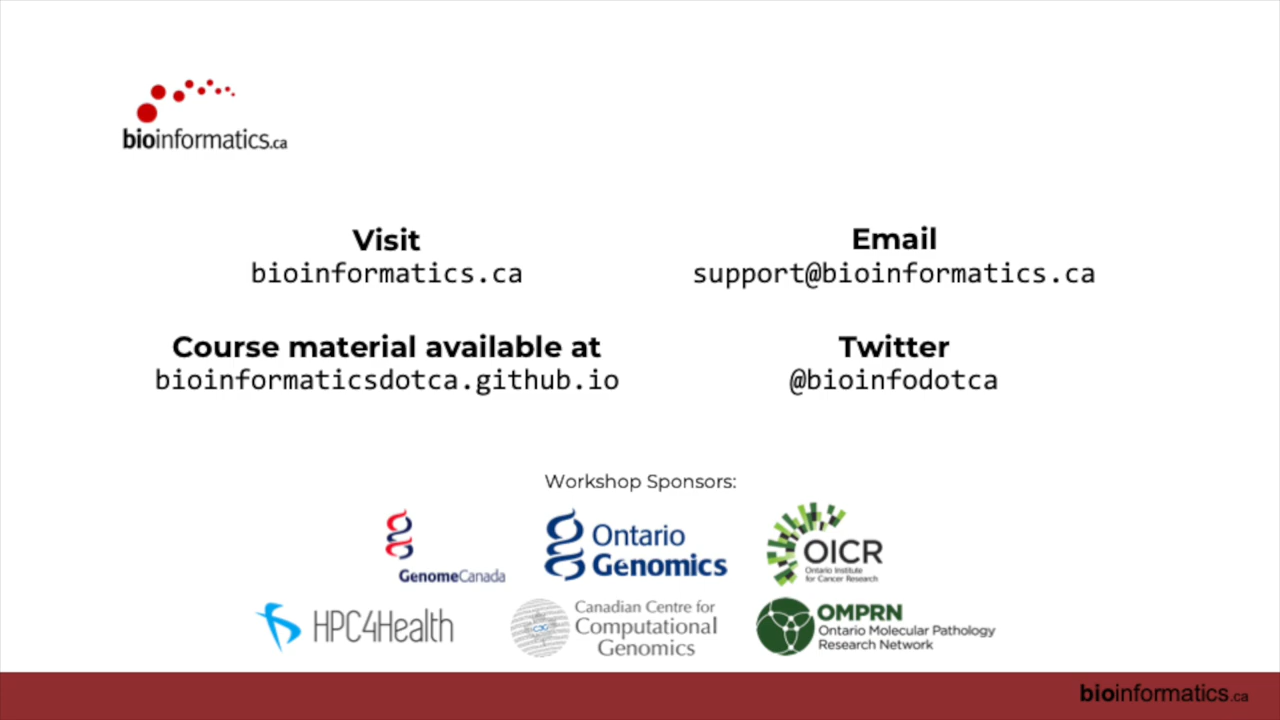 bioinformatics.ca
Visit
bioinformatics.ca
Email
support@bioinformatics.ca
Course material available at
bioinformaticsdotca.github.io
Twitter
@bioinfodotca
Workshop Sponsors:
GenomeCanada
Ontario
Genomics
OICR
Ontario Institute
for Cancer Research
HPC4Health
Canadian Centre for
Computational
Genomics
OMPRN
Ontario Molecular Pathology
Research Network
bioinformatics.ca